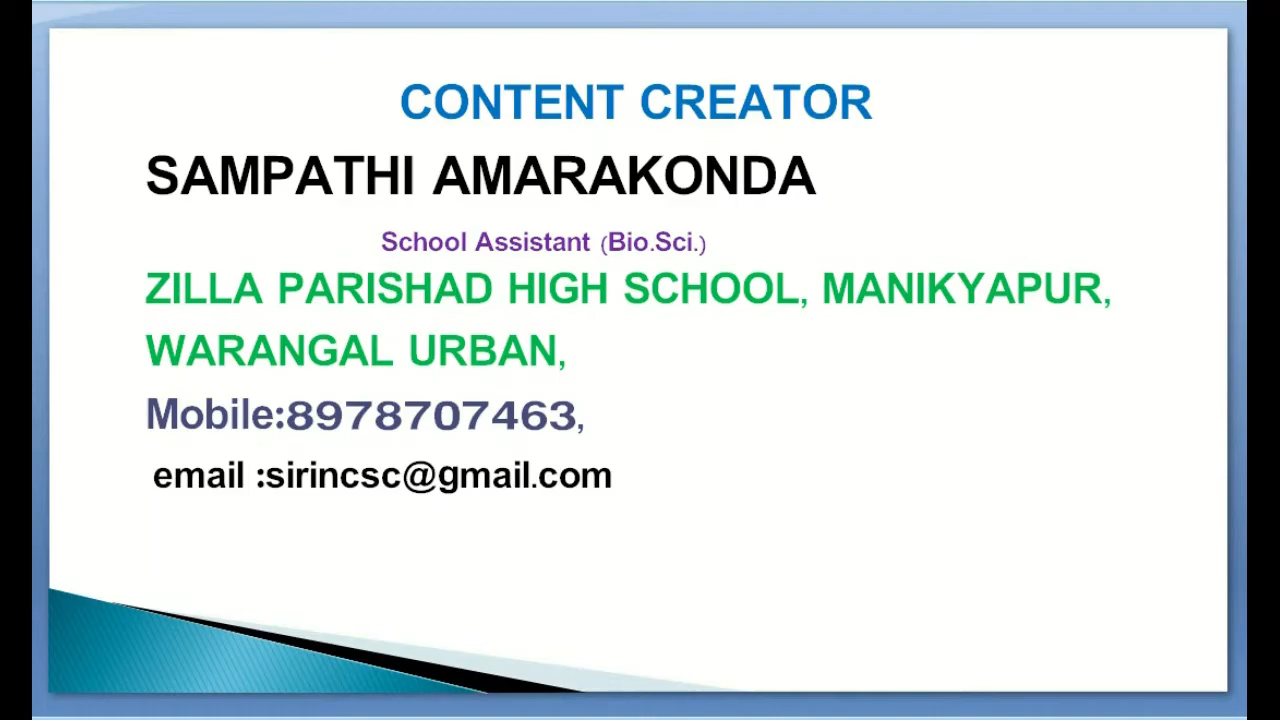 CONTENT CREATOR
SAMPATHI AMARAKONDA
School Assistant (Bio.Sci.)
ZILLA PARISHAD HIGH SCHOOL, MANIKYAPUR,
WARANGAL URBAN,
Mobile:8978707463,
email :sirincsc@gmail.com